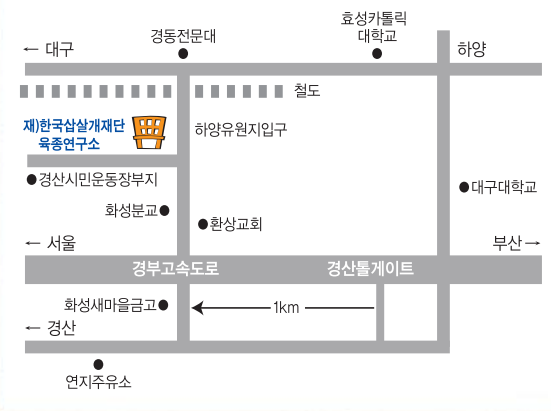 효성카톨릭
대학교
경동전문대
← 대구
하양
철도
재)한국삽살개재단
육종연구소
하양유원지입구
경산시민운동장부지
대구대학교
화성분교
환상교회
← 서울
부산 →
경부고속도로
경산톨게이트
화성새마을금고
1km
← 경산
연지주유소